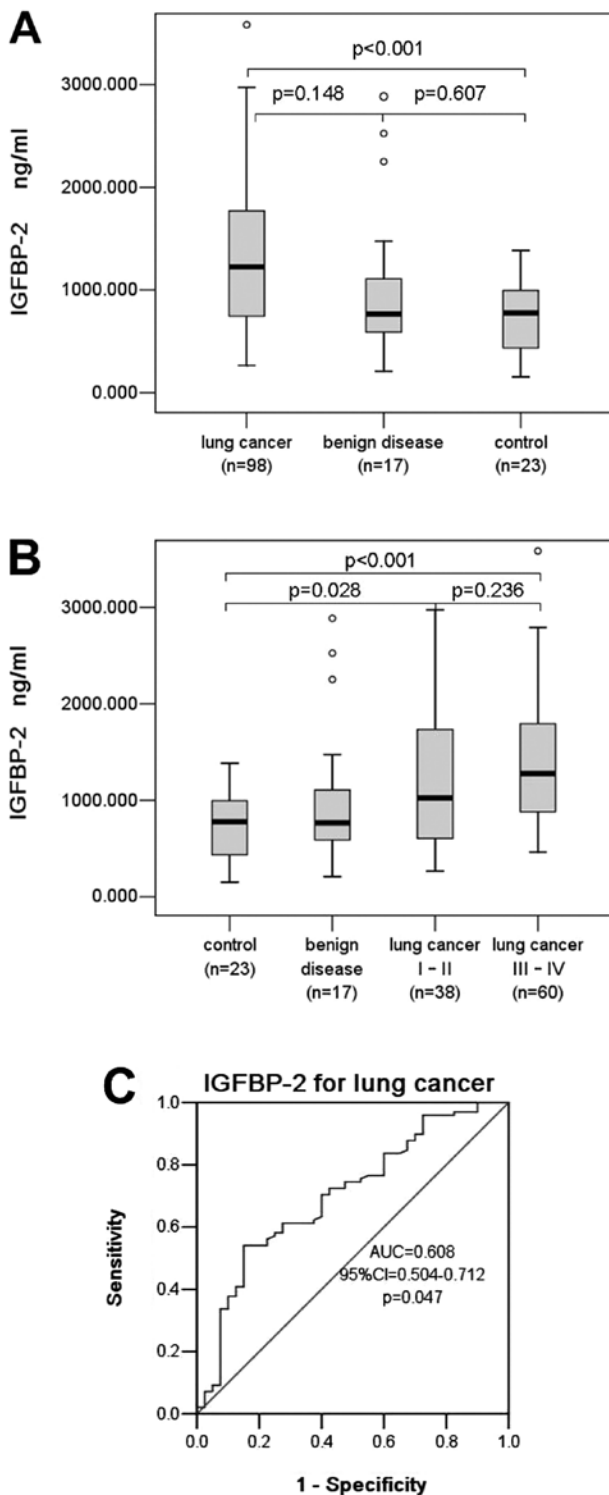 A
p<0.001
p=0.148 p=0.607
3000.000
2000.000
1000.000
0.000
IGFBP-2 ng/ml
lung cancer benign disease control
(n=98) (n=17) (n=23)
B
p<0.001
p=0.028 p=0.236
3000.000
2000.000
1000.000
0.000
IGFBP-2 ng/ml
control benign lung cancer lung cancer
(n=23) disease I - II III - IV
(n=17) (n=38) (n=60)
C
IGFBP-2 for lung cancer
1.0
0.8
0.6
0.4
0.2
0.0
Sensitivity
AUC=0.608
95%CI=0.504-0.712
p=0.047
0.0 0.2 0.4 0.6 0.8 1.0
1 - Specificity